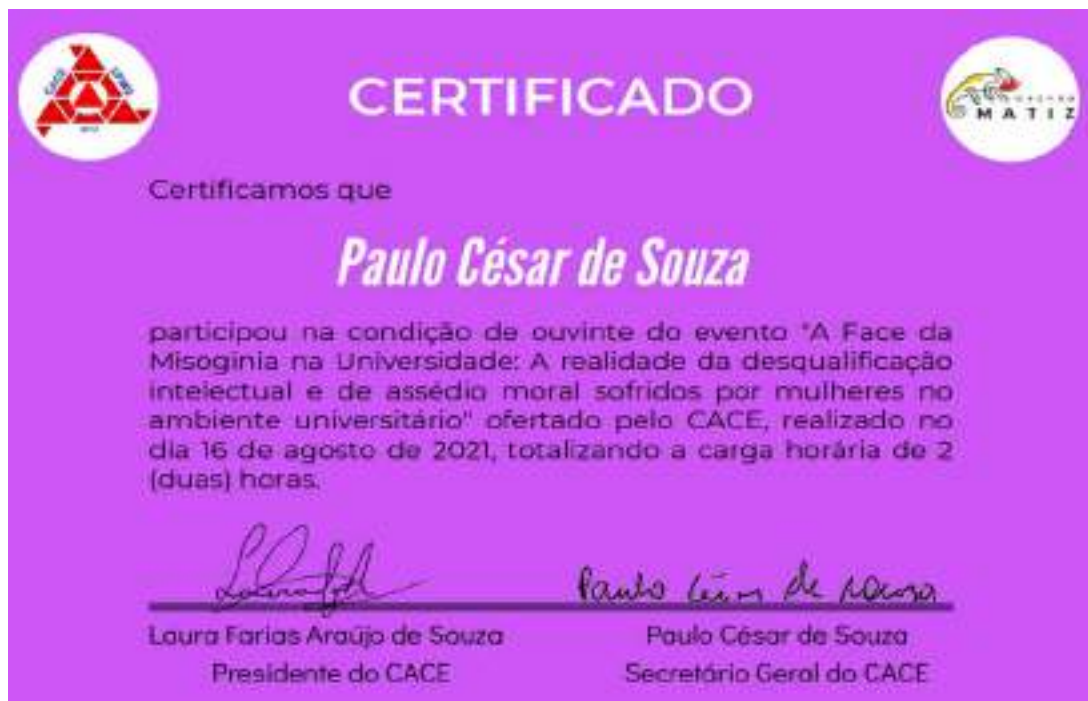 CERTIFICADO
CACE
2013
MATIZ
Certificamos que
Paulo César de Souza
participou na condição de ouvinte do evento "A Face da
Misoginia na Universidade: A realidade da desqualificação
intelectual e de assédio moral sofridos por mulheres no
ambiente universitário" ofertado pelo CACE, realizado no
dia 16 de agosto de 2021, totalizando a carga horária de 2
(duas) horas.
Paulo César de Souza
Laura Farias Araújo de Souza
Paulo César de Souza
Presidente do CACE
Secretário Geral do CACE